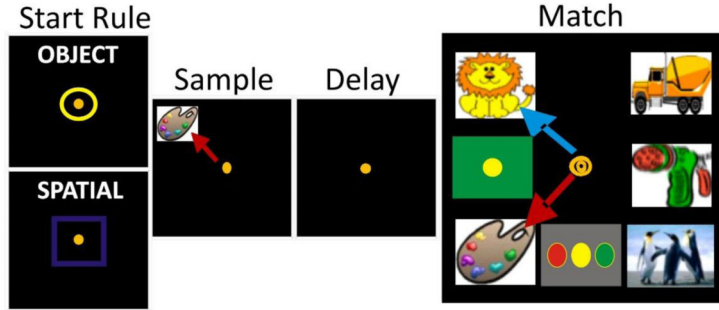 Start Rule
OBJECT
SPATIAL
Sample
Delay
Match